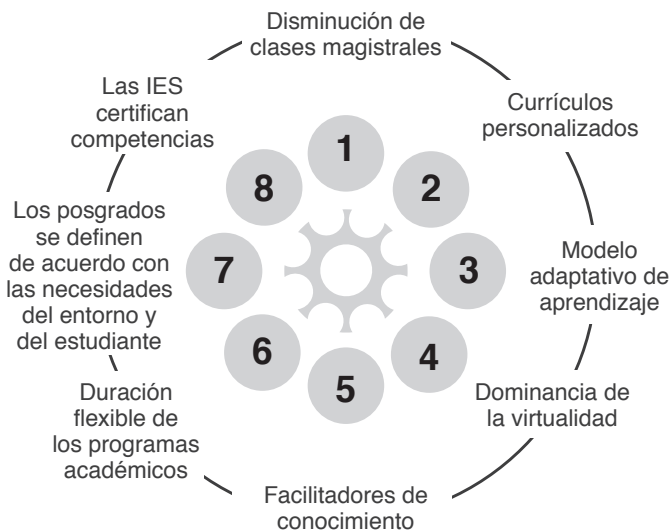 Disminución de
clases magistrales
Currículos
personalizados
Modelo
adaptativo de
aprendizaje
Dominancia de
la virtualidad
Facilitadores de
conocimiento
Duración
flexible de
los programas
académicos
Los posgrados
se definen
de acuerdo con
las necesidades
del entorno y
del estudiante
Las IES
certifican
competencias
1
2
3
4
5
6
7
8